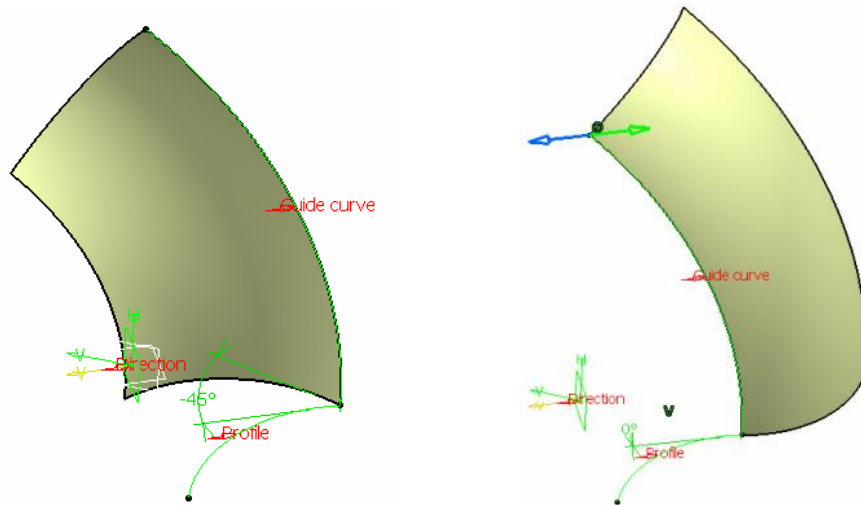 Guide curve
H
V
Direction
V
-45°
Profile
Guide curve
H
V
Direction
V
0°
Profile